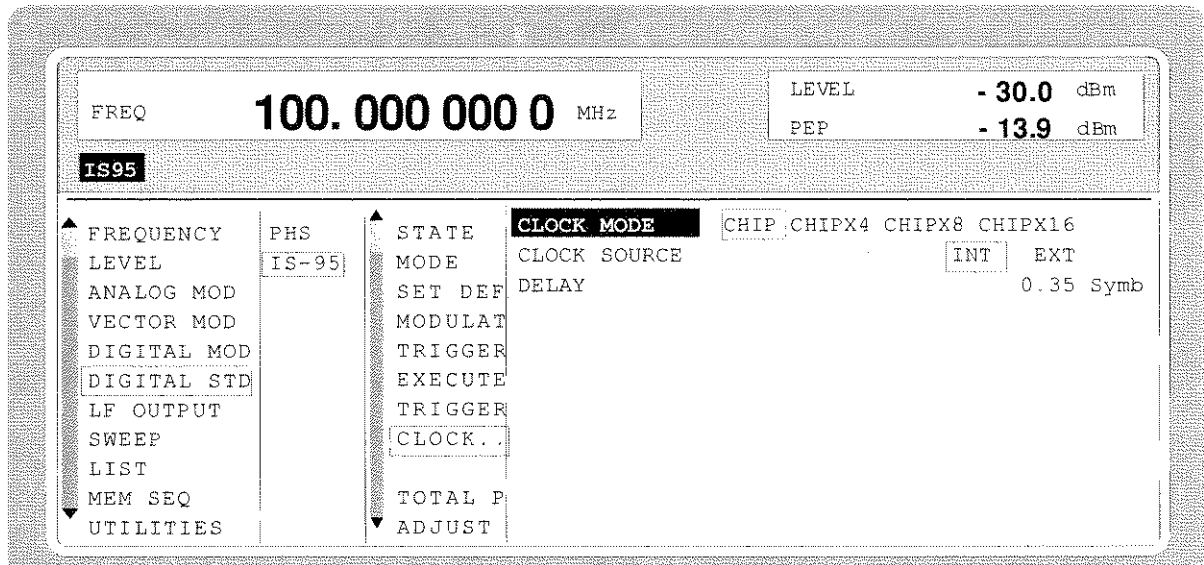 FREQ 100. 000 000 0 MHz
LEVEL - 30.0 dBm
PEP - 13.9 dBm
IS95
FREQUENCY
LEVEL
ANALOG MOD
VECTOR MOD
DIGITAL MOD
DIGITAL STD
LF OUTPUT
SWEEP
LIST
MEM SEQ
UTILITIES
PHS
IS-95
STATE
MODE
SET DEF
MODULAT
TRIGGER
EXECUTE
TRIGGER
CLOCK..
TOTAL P
ADJUST
CLOCK MODE CHIP CHIPX4 CHIPX8 CHIPX16
CLOCK SOURCE INT EXT
DELAY 0.35 Symb